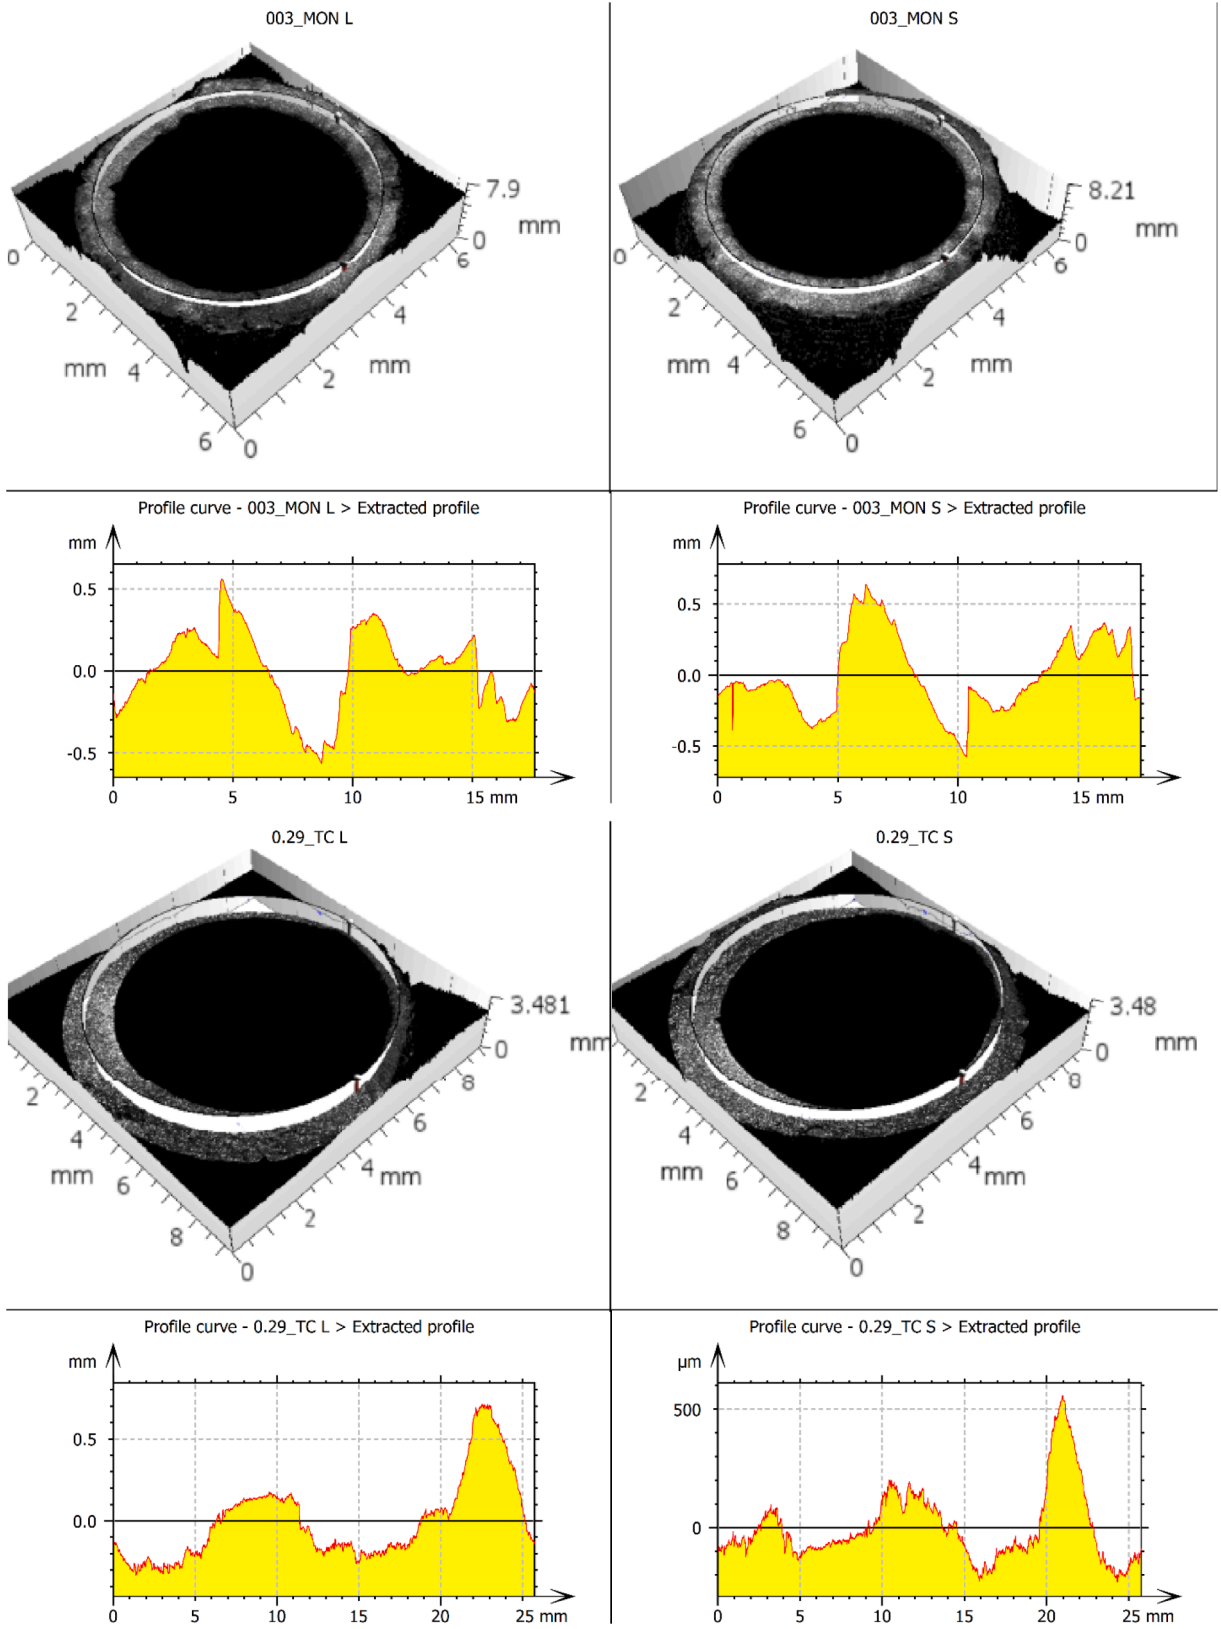 003_MON L
003_MON S
7.9
mm
0
6
4
2
mm
0
2
mm
4
6
0
8.21
mm
0
6
4
2
mm
0
2
mm
4
6
0
Profile curve - 003_MON L > Extracted profile
mm
0.5
0.0
-0.5
0 5 10 15 mm
Profile curve - 003_MON S > Extracted profile
mm
0.5
0.0
-0.5
0 5 10 15 mm
0.29_TC L
0.29_TC S
3.481
mm
0
8
6
4 mm
2
0
2
4
mm 6
8
3.48
mm
0
8
6
4 mm
2
0
2
4
mm 6
8
Profile curve - 0.29_TC L > Extracted profile
mm
0.5
0.0
0 5 10 15 20 25 mm
Profile curve - 0.29_TC S > Extracted profile
µm
500
0
0 5 10 15 20 25 mm